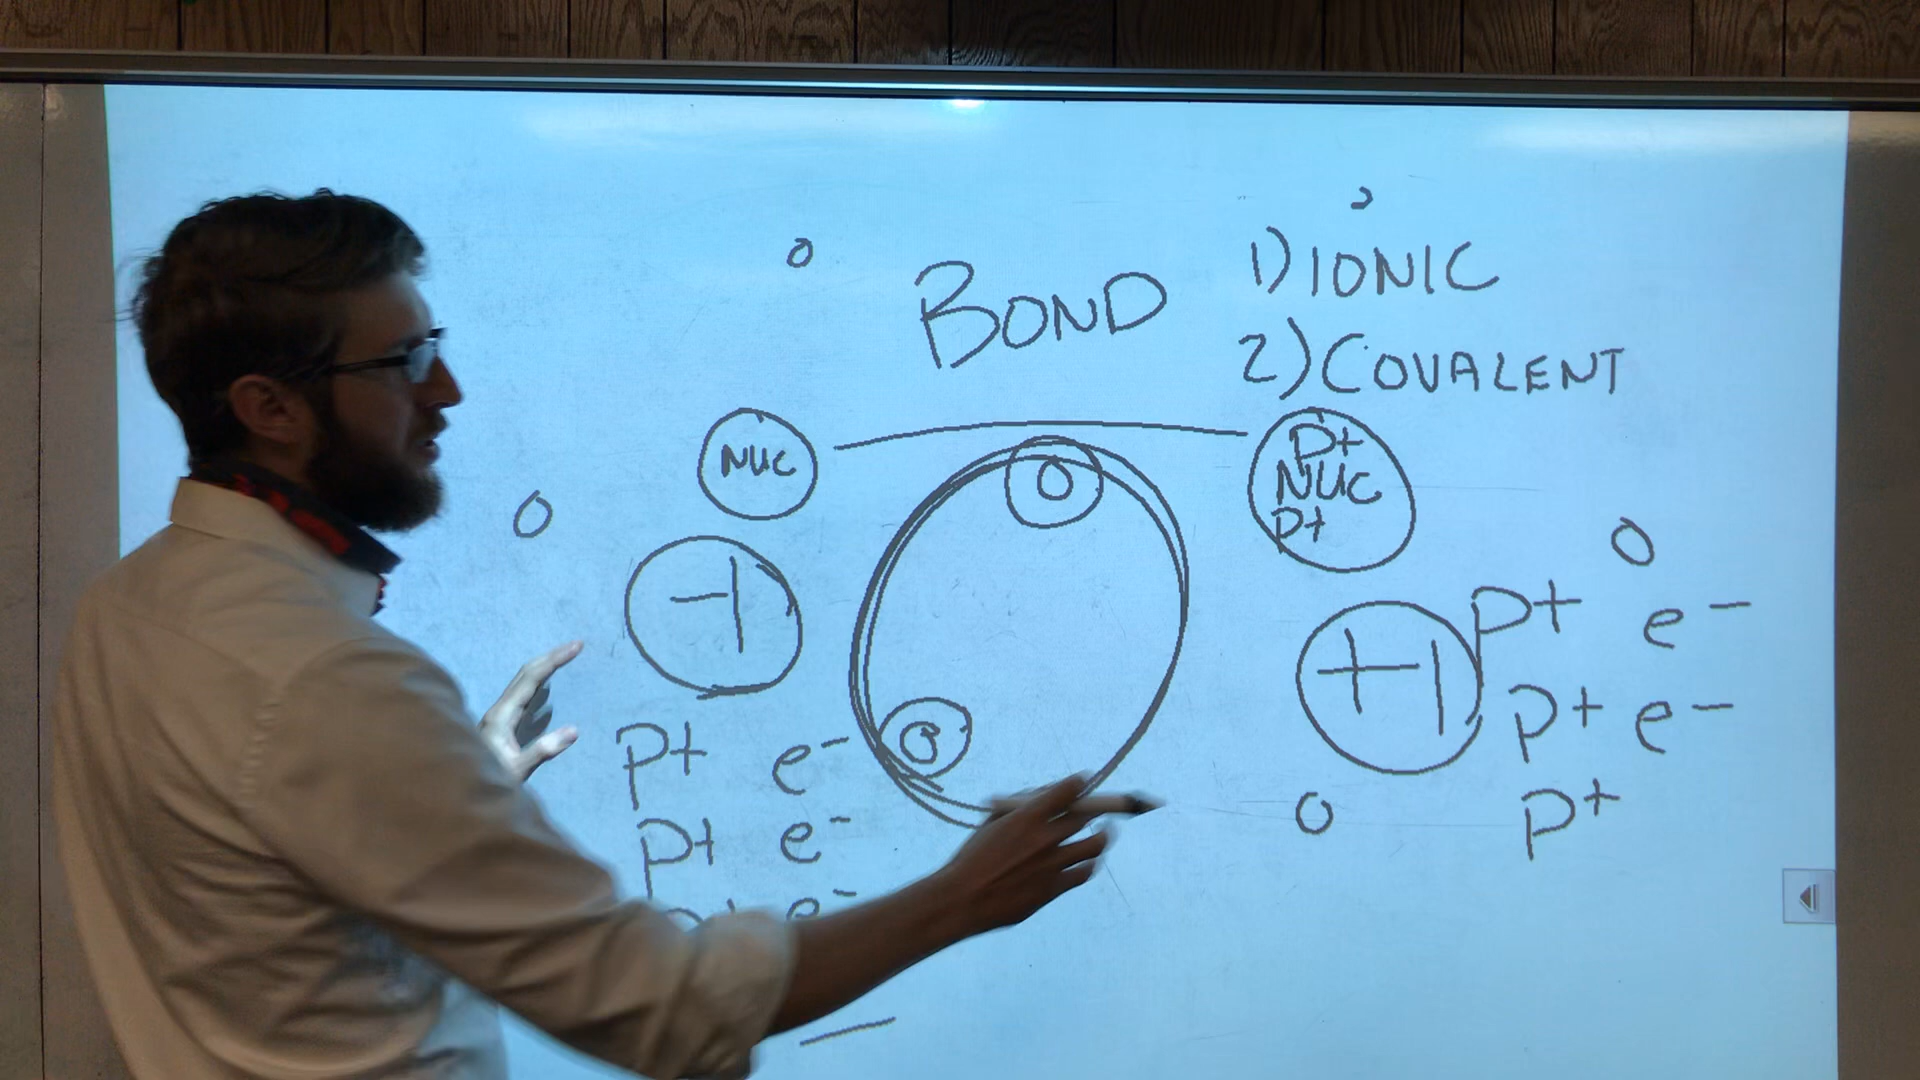 BOND
1) IONIC
2) COVALENT
NUC
P+
NUC
P+
-1
+1
P+ e-
P+ e-
P+
P+ e-
P+ e-
e-